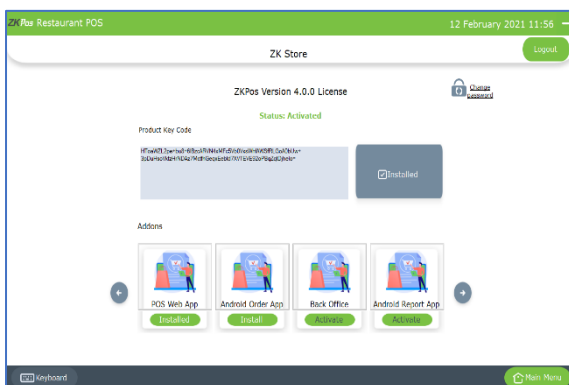 ZKPos Restaurant POS
12 February 2021 11:56
Logout
ZK Store
ZKPos Version 4.0.0 License
Change
password
Status: Activated
Product Key Code
Installed
Addons
POS Web App
Android Order App
Back Office
Android Report App
Installed
Install
Activate
Activate
Keyboard
Main Menu